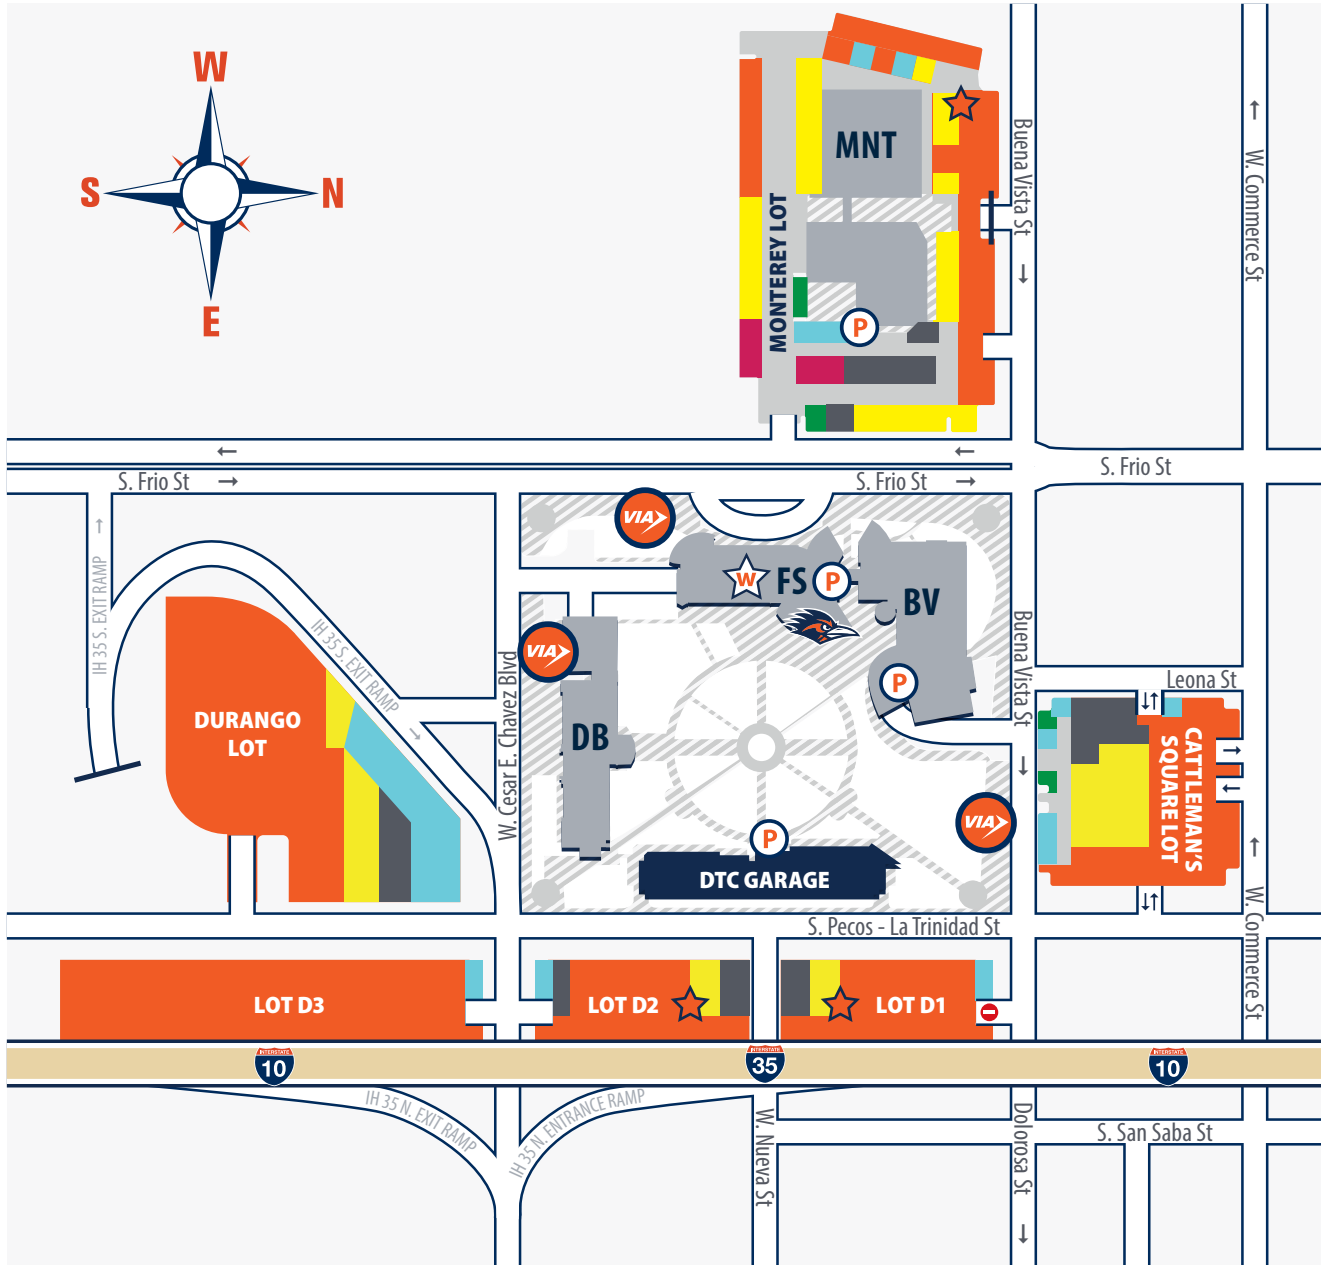 W
S
N
E
MNT
MONTEREY LOT
P
Buena Vista St
W. Commerce St
S. Frio St
S. Frio St
S. Frio St
IH 35 S. EXIT RAMP
IH 35 S. EXIT RAMP
VIA
W
FS
P
BV
P
VIA
W. Cesar E. Chavez Blvd
DB
DURANGO
LOT
Buena Vista St
Leona St
CATTLEMAN'S
SQUARE LOT
VIA
P
DTC GARAGE
S. Pecos - La Trinidad St
W. Commerce St
LOT D3
LOT D2
LOT D1
INTERSTATE
10
INTERSTATE
35
INTERSTATE
10
IH 35 N. EXIT RAMP
IH 35 N. ENTRANCE RAMP
W. Nueva St
Dolorosa St
S. San Saba St